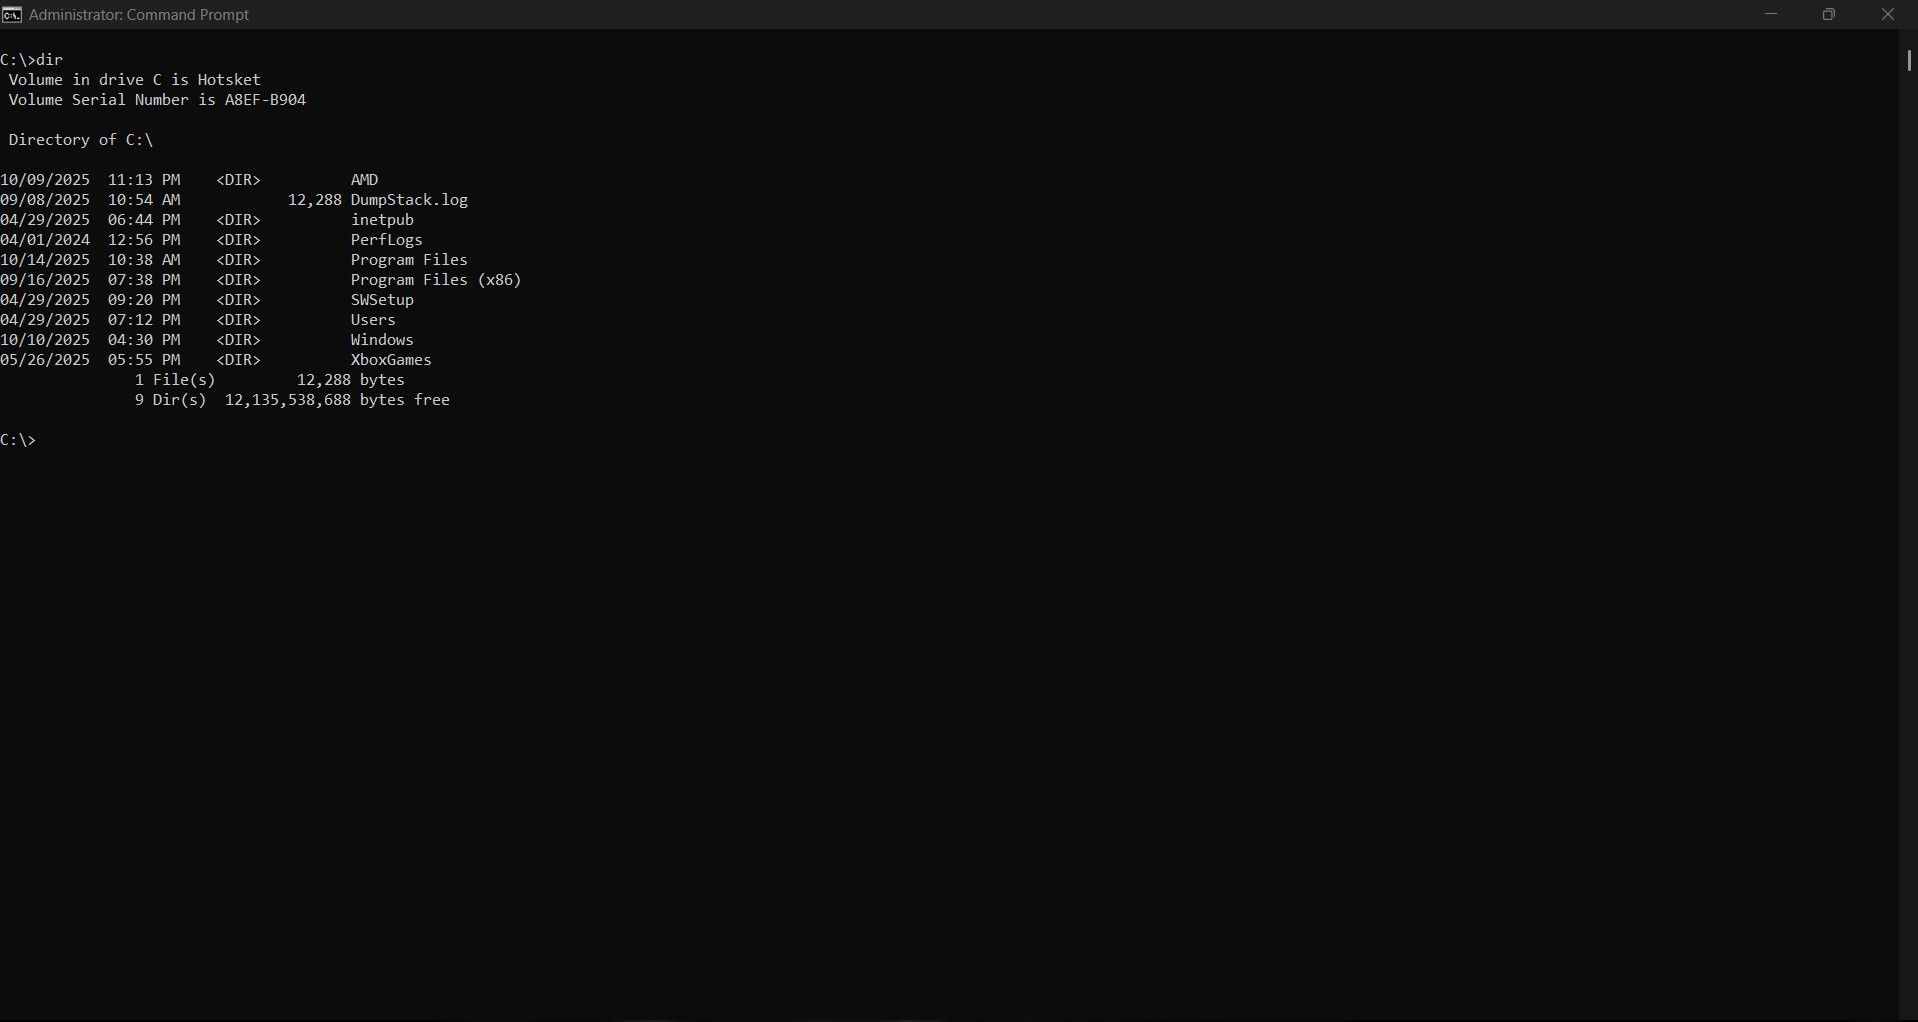 Administrator: Command Prompt
C:\>dir
 Volume in drive C is Hotsket
 Volume Serial Number is A8EF-B904
 Directory of C:\
10/09/2025  11:13 PM    <DIR>          AMD
09/08/2025  10:54 AM            12,288 DumpStack.log
04/29/2025  06:44 PM    <DIR>          inetpub
04/01/2024  12:56 PM    <DIR>          PerfLogs
10/14/2025  10:38 AM    <DIR>          Program Files
09/16/2025  07:38 PM    <DIR>          Program Files (x86)
04/29/2025  09:20 PM    <DIR>          SWSetup
04/29/2025  07:12 PM    <DIR>          Users
10/10/2025  04:30 PM    <DIR>          Windows
05/26/2025  05:55 PM    <DIR>          XboxGames
               1 File(s)         12,288 bytes
               9 Dir(s)  12,135,538,688 bytes free
C:\>